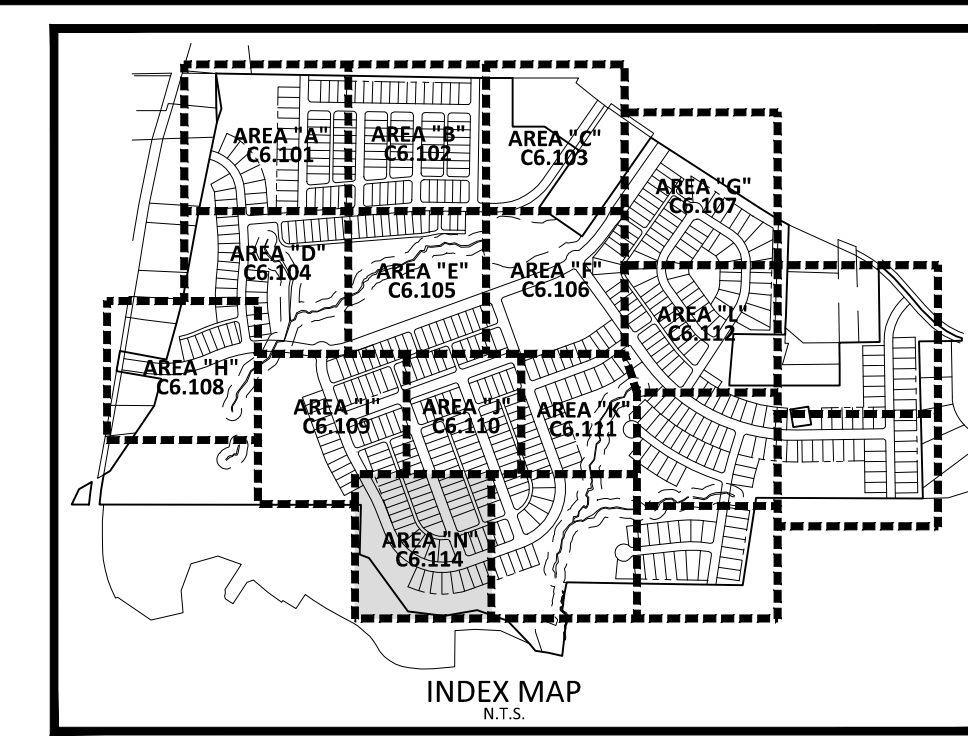 AREA "A"
C6.101
AREA "B"
C6.102
AREA "C"
C6.103
AREA "G"
C6.107
AREA "D"
C6.104
AREA "E"
C6.105
AREA "F"
C6.106
AREA "L"
C6.112
AREA "H"
C6.108
AREA "I"
C6.109
AREA "J"
C6.110
AREA "K"
C6.111
AREA "N"
C6.114
INDEX MAP
N.T.S.